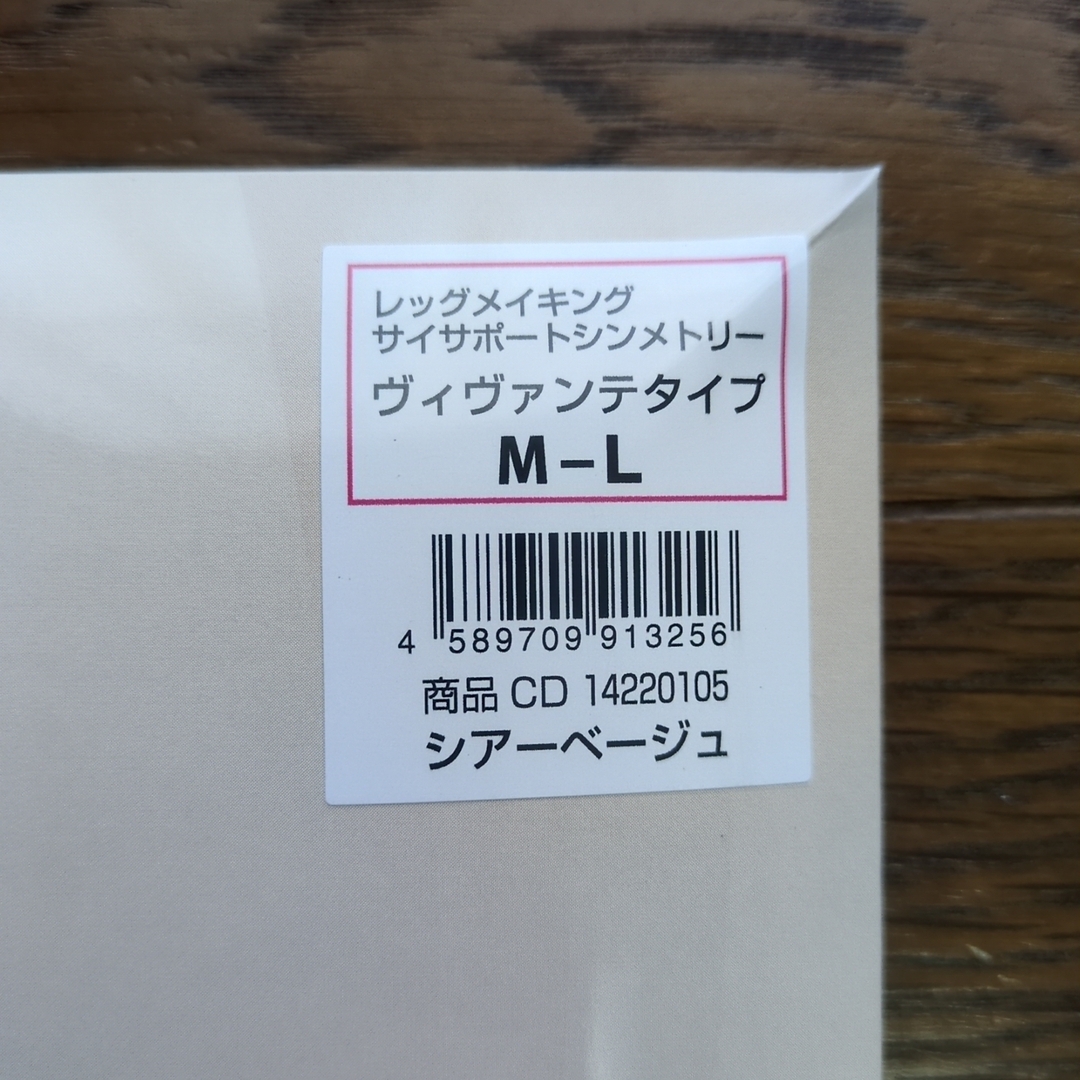 レッグメイキング
サイサポートシンメトリー
ヴィヴァンテタイプ
M–L
4 589709 913256
商品 CD 14220105
シアーベージュ